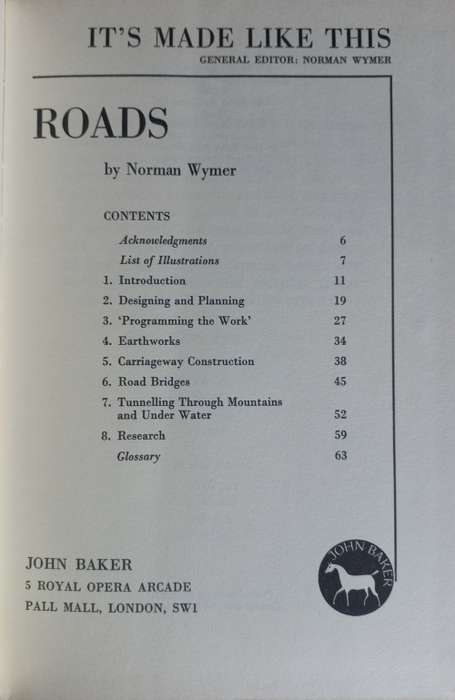 IT'S MADE LIKE THIS
GENERAL EDITOR: NORMAN WYMER
ROADS
by Norman Wymer
CONTENTS
Acknowledgments 6
List of Illustrations 7
1. Introduction 11
2. Designing and Planning 19
3. ‘Programming the Work’ 27
4. Earthworks 34
5. Carriageway Construction 38
6. Road Bridges 45
7. Tunnelling Through Mountains
and Under Water 52
8. Research 59
Glossary 63
JOHN BAKER
5 ROYAL OPERA ARCADE
PALL MALL, LONDON, SW1
JOHN BAKER